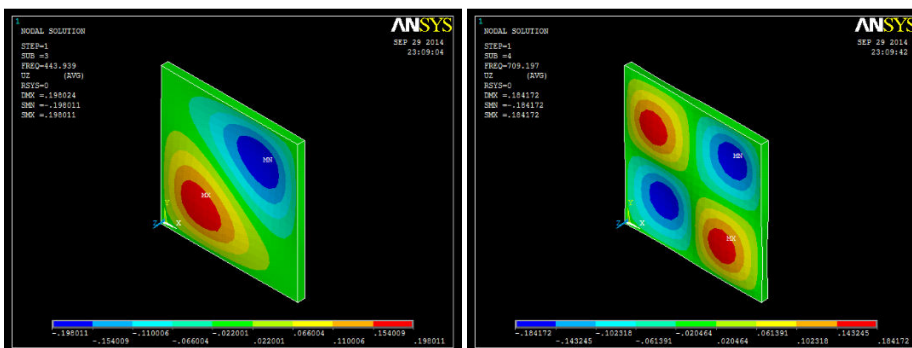 1
ANSYS
NODAL SOLUTION
SEP 29 2014
23:09:04
STEP=1
SUB =3
FREQ=443.939
UZ (AVG)
RSYS=0
DMX =.198024
SMN =-.198011
SMX =.198011
MN
MX
Y
Z
X
-.198011 -.110006 -.022001 .066004 .154009
-.154009 -.066004 .022001 .110006 .198011
1
ANSYS
NODAL SOLUTION
SEP 29 2014
23:09:42
STEP=1
SUB =4
FREQ=709.197
UZ (AVG)
RSYS=0
DMX =.184172
SMN =-.184172
SMX =.184172
MN
MX
Y
Z
X
-.184172 -.102318 -.020464 .061391 .143245
-.143245 -.061391 .020464 .102318 .184172